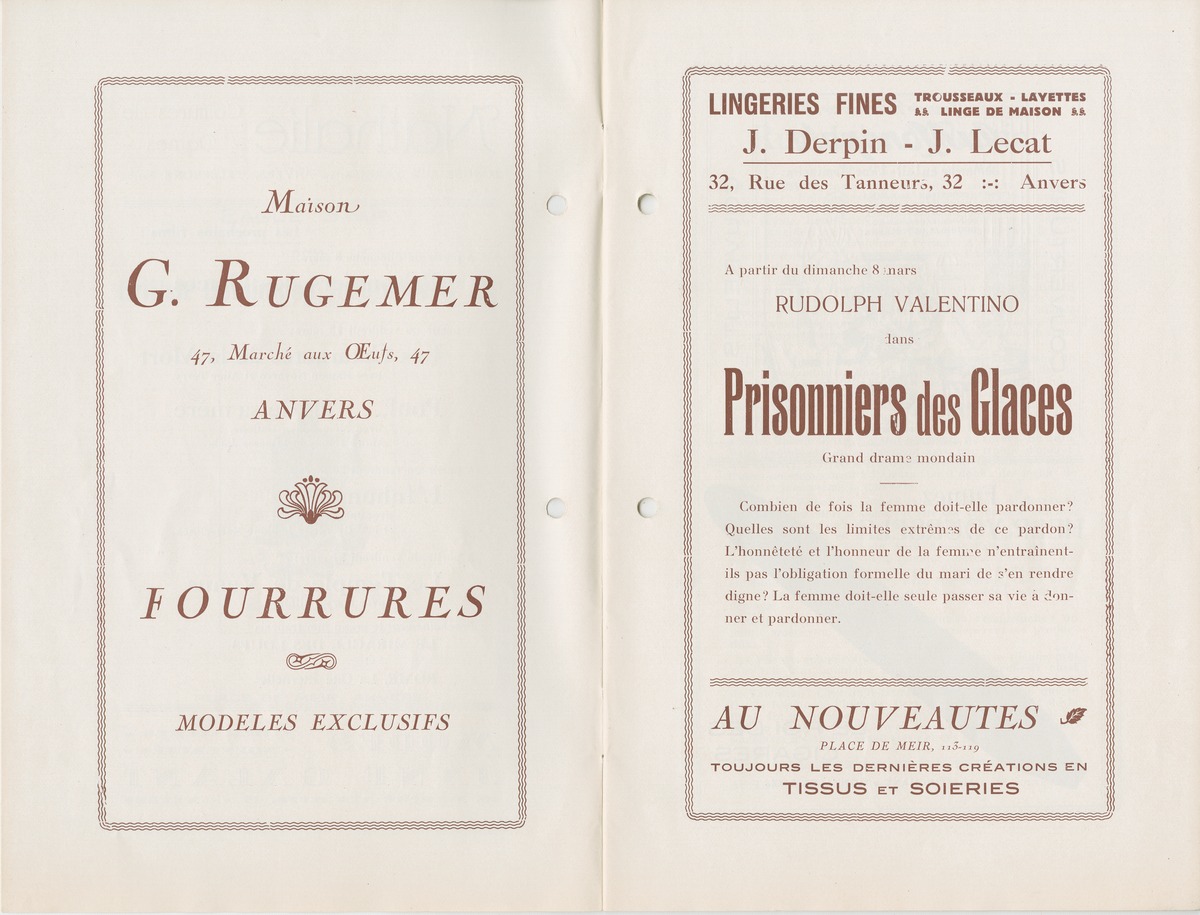 Maison
G. RUGEMER
47, Marché aux Œufs, 47
ANVERS
FOURRURES
MODELES EXCLUSIFS
LINGERIES FINES
TROUSSEAUX - LAYETTES
LINGE DE MAISON
J. Derpin - J. Lecat
32, Rue des Tanneurs, 32 :-: Anvers
A partir du dimanche 8 mars
RUDOLPH VALENTINO
dans
Prisonniers des Glaces
Grand drame mondain
Combien de fois la femme doit-elle pardonner?
Quelles sont les limites extrêmes de ce pardon?
L'honnêteté et l'honneur de la femme n'entraînent-
ils pas l'obligation formelle du mari de s'en rendre
digne? La femme doit-elle seule passer sa vie à don-
ner et pardonner.
AU NOUVEAUTES
PLACE DE MEIR, 113-119
TOUJOURS LES DERNIÈRES CRÉATIONS EN
TISSUS ET SOIERIES